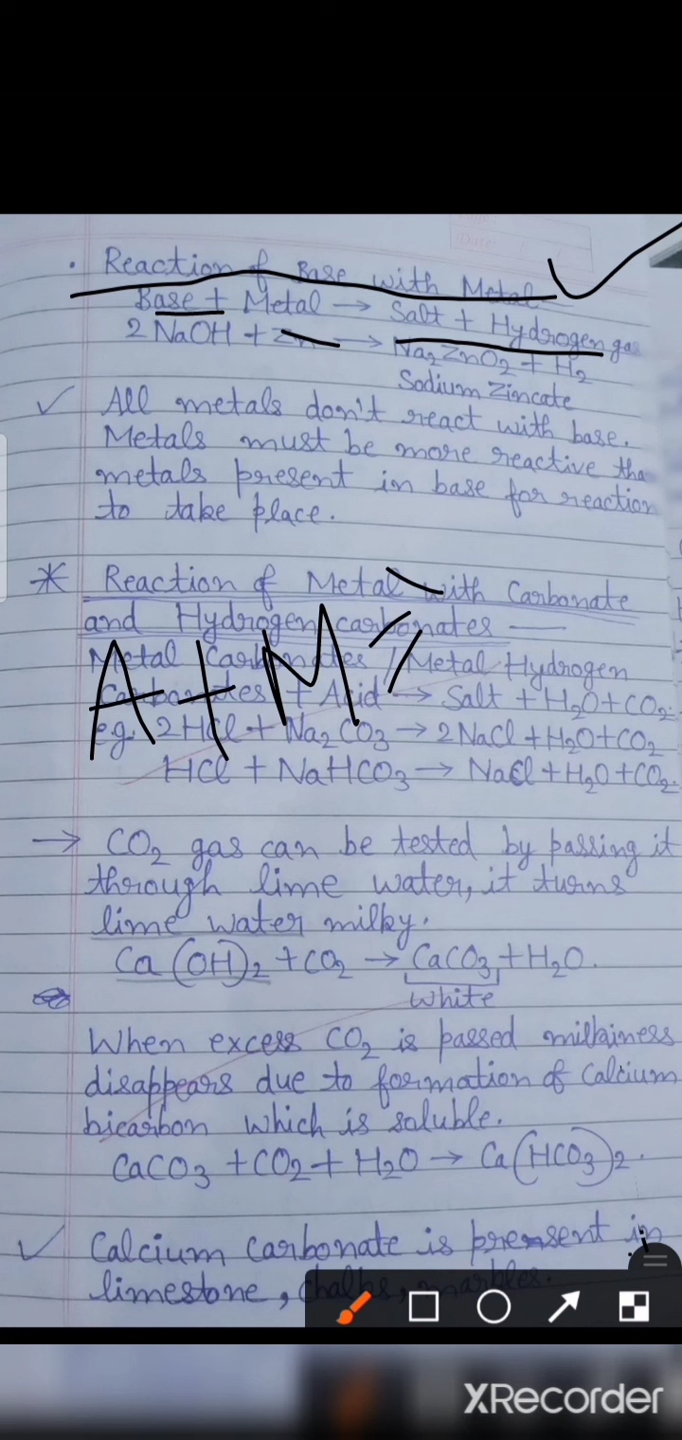 • Reaction of Base with Metal
Base + Metal → Salt + Hydrogen gas
2 NaOH + Zn → Na₂ZnO₂ + H₂
Sodium Zincate
✓ All metals don't react with base.
Metals must be more reactive tha
metals present in base for reaction
to take place.
* Reaction of Metal with Carbonate
and Hydrogen carbonates —
Metal Carbonates / Metal Hydrogen
Carbonates + Acid → Salt + H₂O + CO₂
A + M
e.g. 2HCl + Na₂CO₃ → 2NaCl + H₂O + CO₂
HCl + NaHCO₃ → NaCl + H₂O + CO₂
→ CO₂ gas can be tested by passing it
through lime water, it turns
lime water milky.
Ca(OH)₂ + CO₂ → CaCO₃ + H₂O.
White
When excess CO₂ is passed milkiness
disappears due to formation of Calcium
bicarbon which is soluble.
CaCO₃ + CO₂ + H₂O → Ca(HCO₃)₂.
✓ Calcium carbonate is present in
limestone, chalks, marbles.
XRecorder